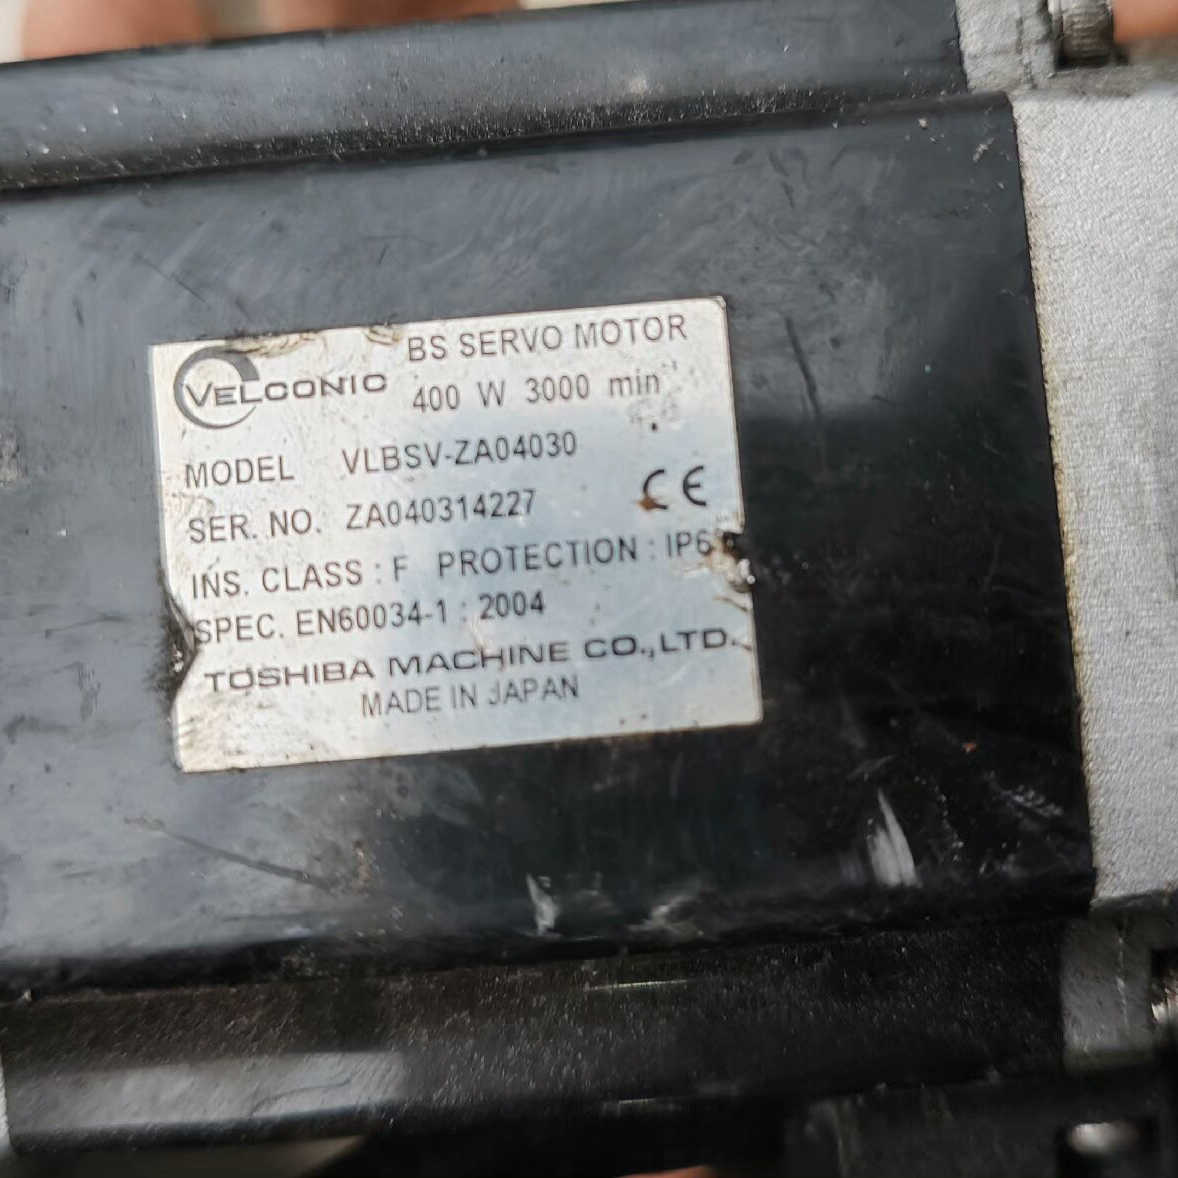 VELCONIC
BS SERVO MOTOR
400 W 3000 min
MODEL VLBSV-ZA04030
SER. NO. ZA040314227
CE
INS. CLASS : F PROTECTION :
SPEC. EN60034-1 : 2004
TOSHIBA MACHINE CO.,LTD.
MADE IN JAPAN